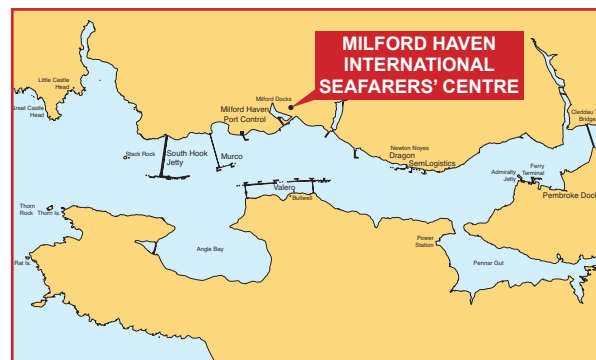 MILFORD HAVEN
INTERNATIONAL
SEAFARERS' CENTRE
Little Castle
Head
Great Castle
Head
Milford Docks
Milford Haven
Port Control
Cleddau
Bridge
Stack Rock
South Hook
Jetty
Murco
Newton Noyes
Dragon
SemLogistics
Admiralty
Jetty
Ferry
Terminal
Valero
Bullwell
Pembroke Dock
Thorn
Rock
Thorn Is.
Rat Is.
Angle Bay
Power
Station
Pennar Gut